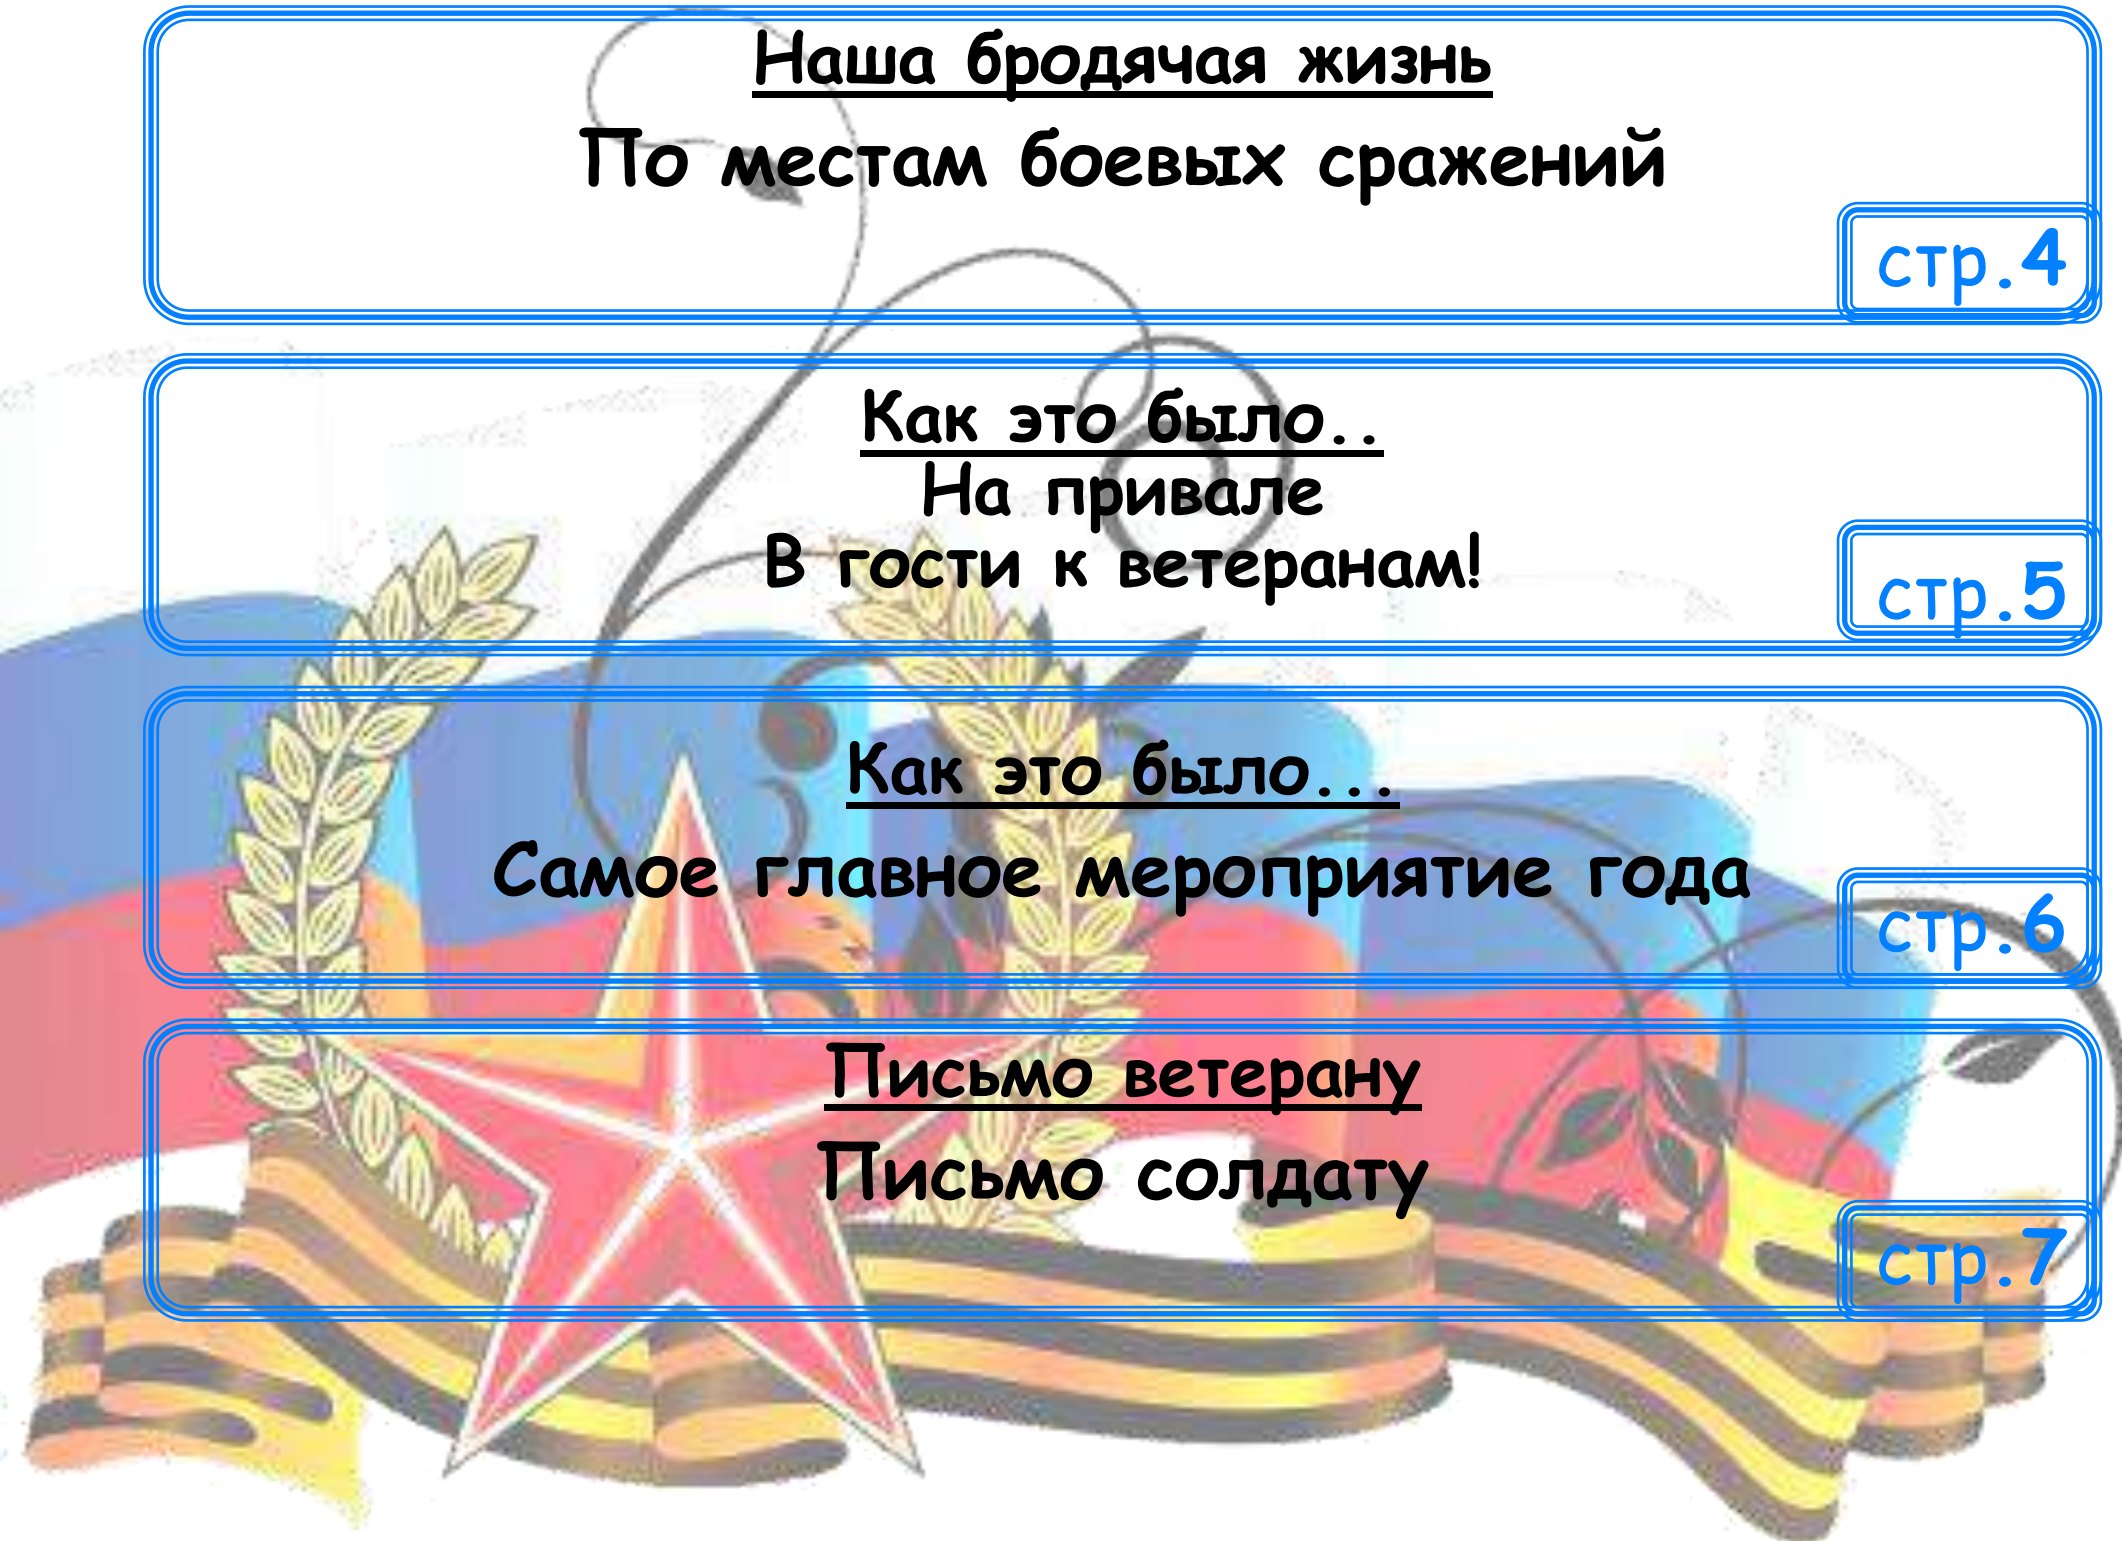 Наша бродячая жизнь
По местам боевых сражений
стр.4
Как это было..
На привале
В гости к ветеранам!
стр.5
Как это было...
Самое главное мероприятие года
стр.6
Письмо ветерану
Письмо солдату
стр.7